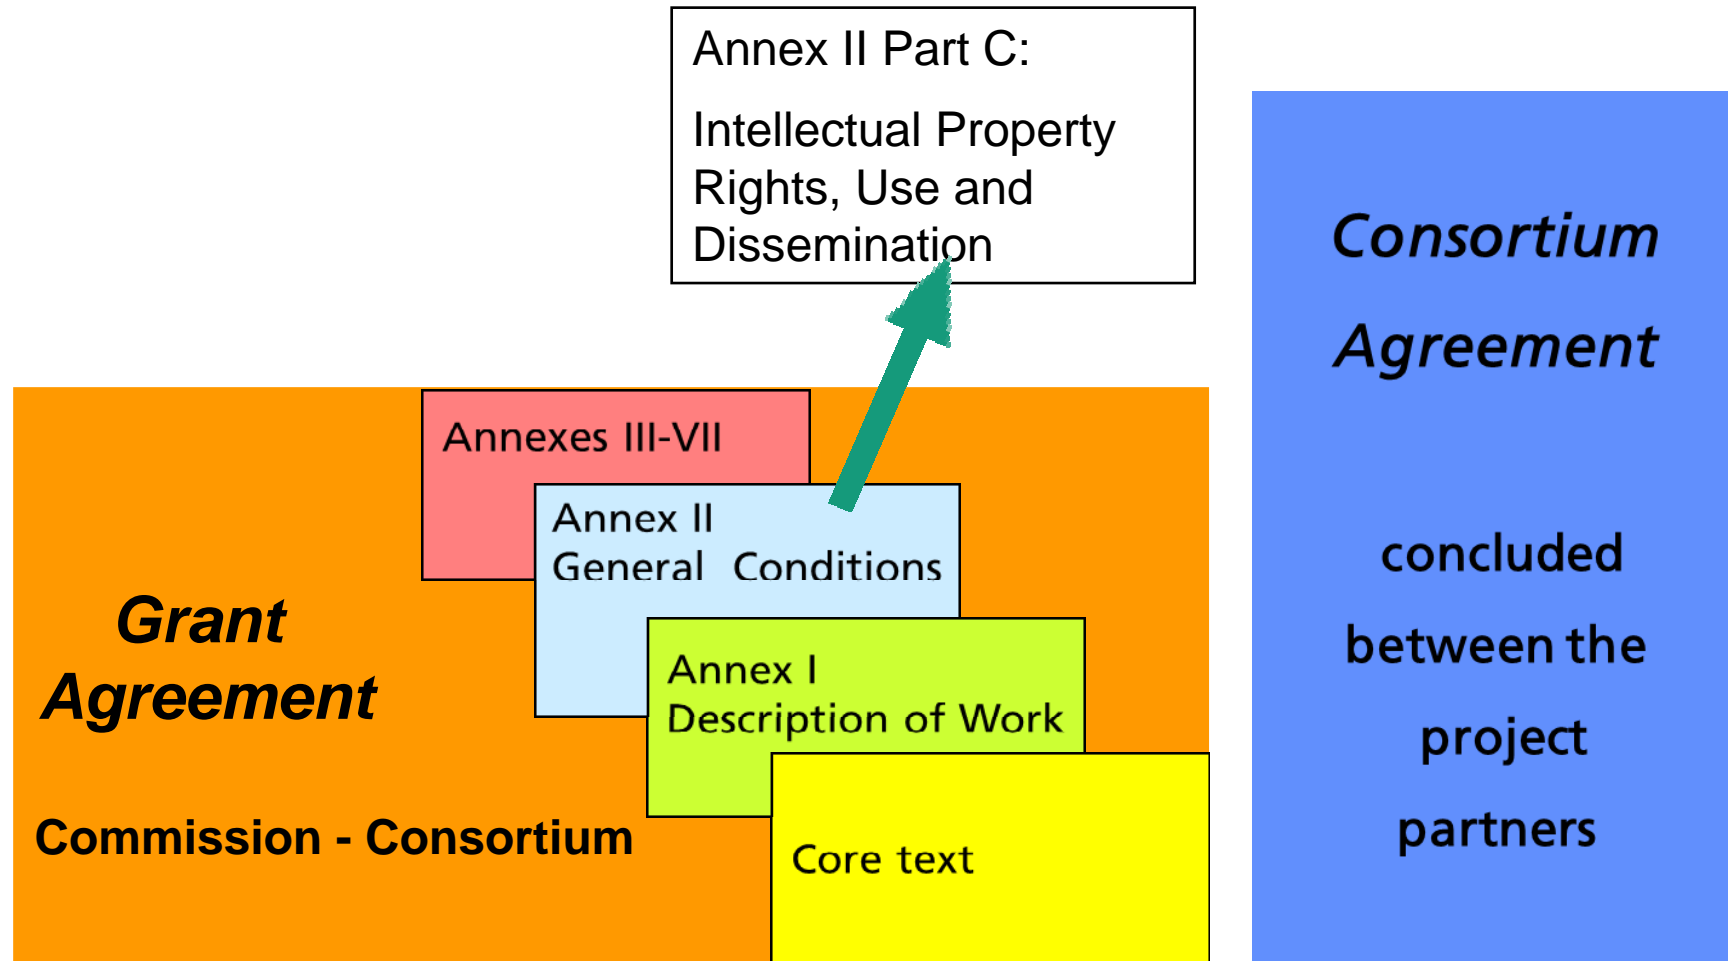 Annex II Part C:
Intellectual Property
Rights, Use and
Dissemination
Consortium
Agreement
concluded
between the
project
partners
Annexes III-VII
Annex II
General Conditions
Annex I
Description of Work
Core text
Grant
Agreement
Commission - Consortium